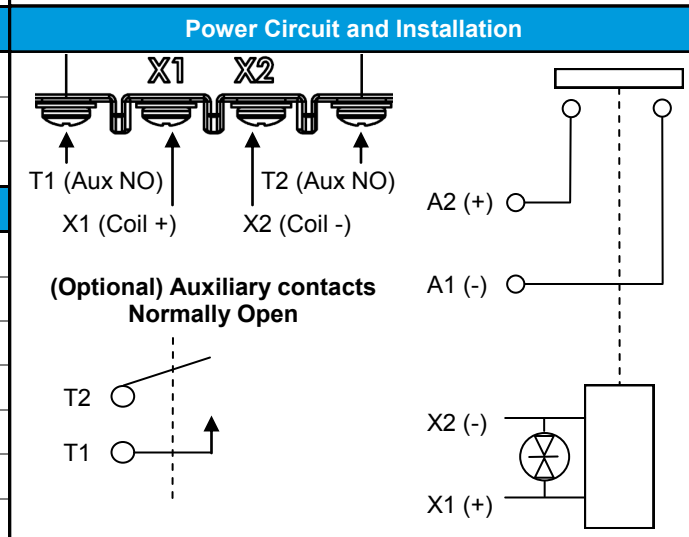 Power Circuit and Installation
X1 X2
T1 (Aux NO) T2 (Aux NO)
X1 (Coil +) X2 (Coil -)
(Optional) Auxiliary contacts
Normally Open
T2
T1
A2 (+)
A1 (-)
X2 (-)
X1 (+)